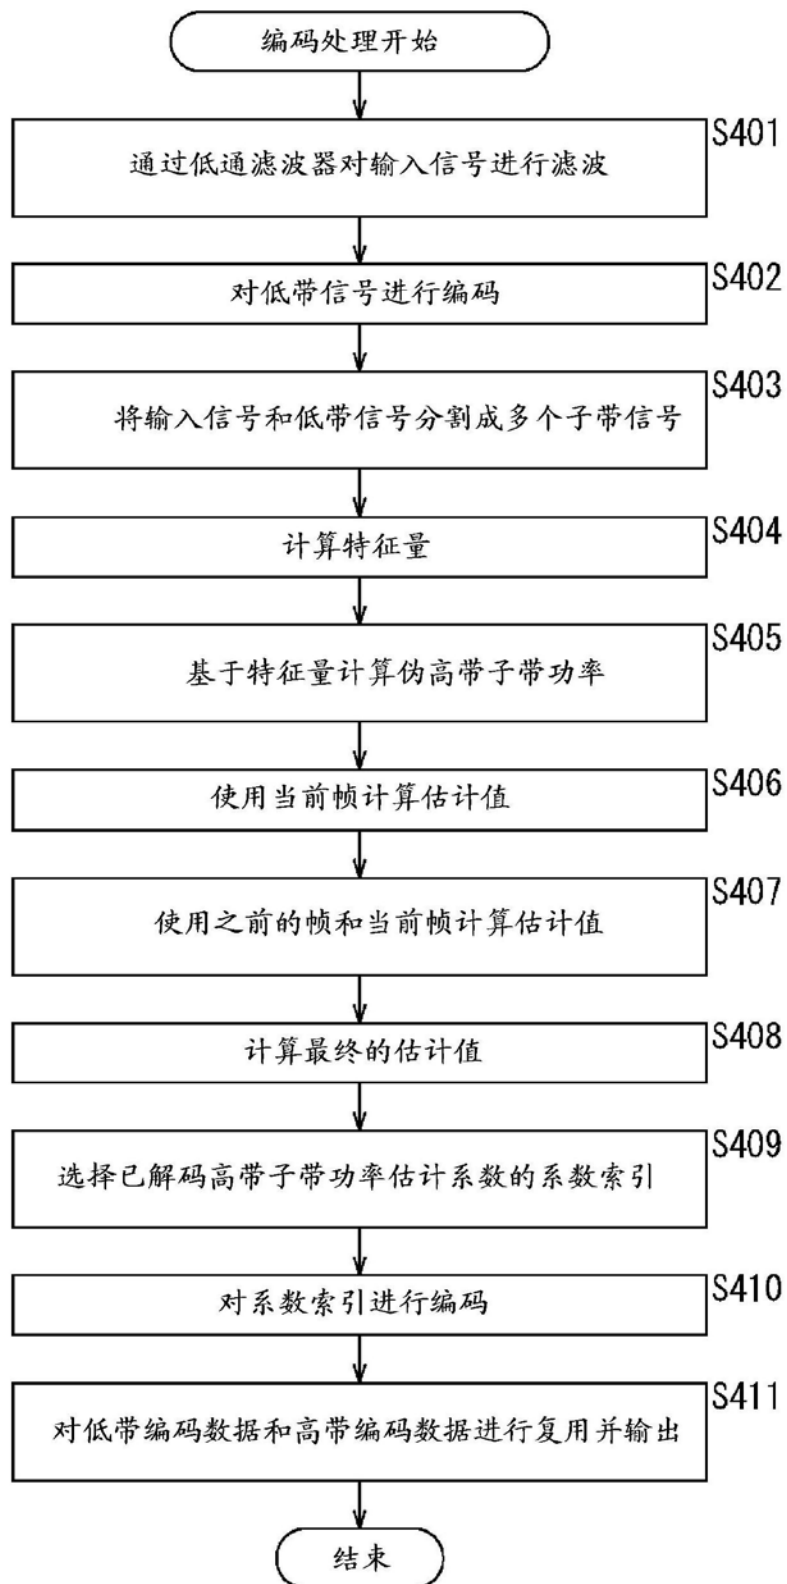 编码处理开始
S401
通过低通滤波器对输入信号进行滤波
S402
对低带信号进行编码
S403
将输入信号和低带信号分割成多个子带信号
S404
计算特征量
S405
基于特征量计算伪高带子带功率
S406
使用当前帧计算估计值
S407
使用之前的帧和当前帧计算估计值
S408
计算最终的估计值
S409
选择已解码高带子带功率估计系数的系数索引
S410
对系数索引进行编码
S411
对低带编码数据和高带编码数据进行复用并输出
结束